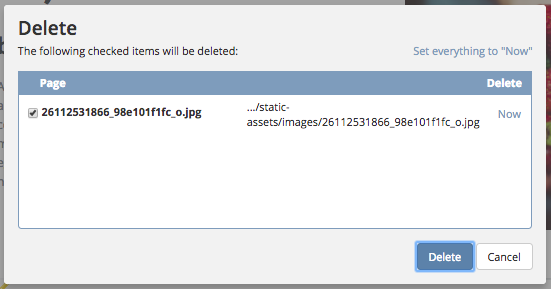 Delete
The following checked items will be deleted: Set everything to "Now"
Page Delete
26112531866_98e101f1fc_o.jpg .../static-
assets/images/26112531866_98e101f1fc_o.jpg Now
Delete Cancel